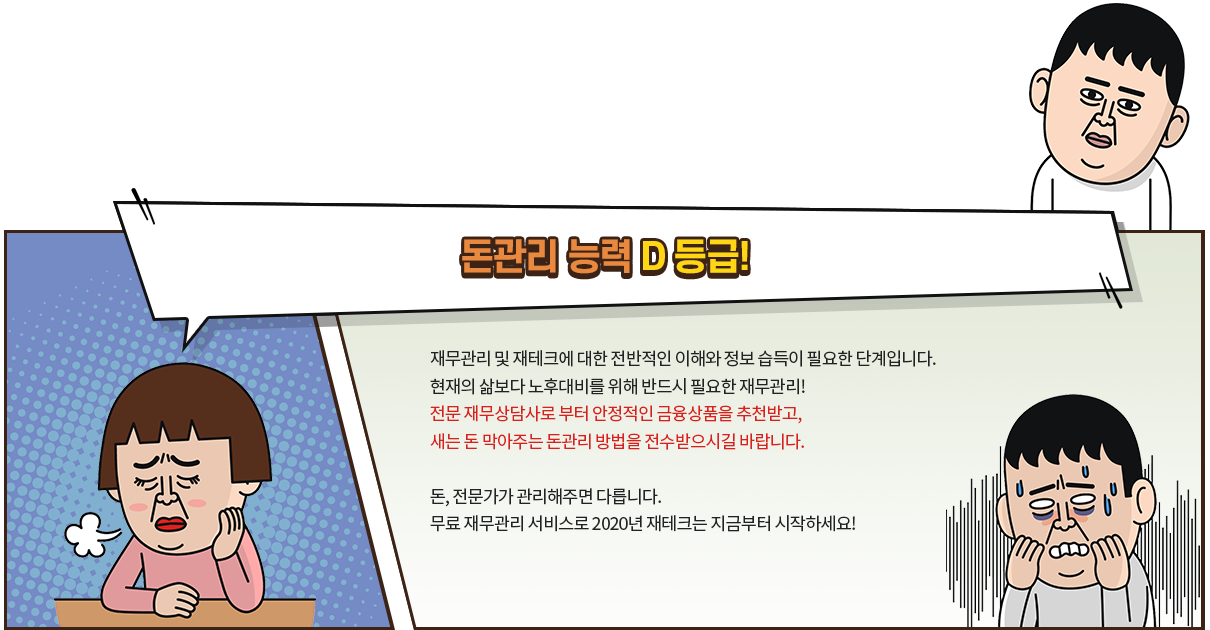 돈관리 능력 D 등급!
재무관리 및 재테크에 대한 전반적인 이해와 정보 습득이 필요한 단계입니다.
현재의 삶보다 노후대비를 위해 반드시 필요한 재무관리!
전문 재무상담사로 부터 안정적인 금융상품을 추천받고,
새는 돈 막아주는 돈관리 방법을 전수받으시길 바랍니다.
돈, 전문가가 관리해주면 다릅니다.
무료 재무관리 서비스로 2020년 재테크는 지금부터 시작하세요!